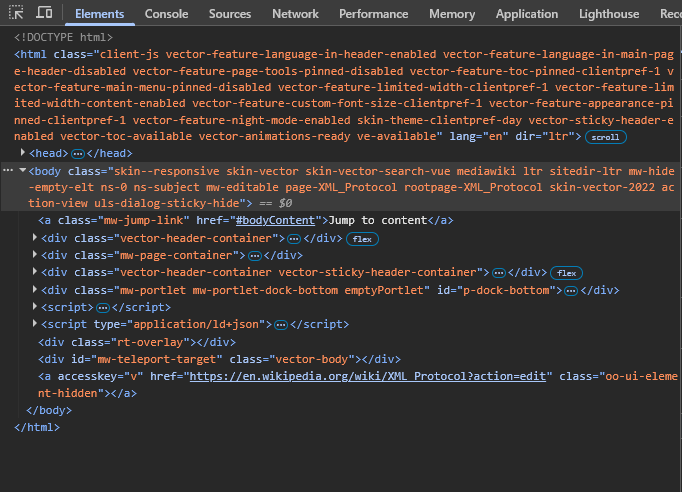 Elements Console Sources Network Performance Memory Application Lighthouse Reco
<!DOCTYPE html>
<html class="client-js vector-feature-language-in-header-enabled vector-feature-language-in-main-pag
e-header-disabled vector-feature-page-tools-pinned-disabled vector-feature-toc-pinned-clientpref-1 v
ector-feature-main-menu-pinned-disabled vector-feature-limited-width-clientpref-1 vector-feature-lim
ited-width-content-enabled vector-feature-custom-font-size-clientpref-1 vector-feature-appearance-pi
nned-clientpref-1 vector-feature-night-mode-enabled skin-theme-clientpref-day vector-sticky-header-e
nabled vector-toc-available vector-animations-ready ve-available" lang="en" dir="ltr"> scroll
<head> … </head>
<body class="skin--responsive skin-vector skin-vector-search-vue mediawiki ltr sitedir-ltr mw-hide
-empty-elt ns-0 ns-subject mw-editable page-XML_Protocol rootpage-XML_Protocol skin-vector-2022 ac
tion-view uls-dialog-sticky-hide"> == $0
<a class="mw-jump-link" href="#bodyContent">Jump to content</a>
<div class="vector-header-container"> … </div> flex
<div class="mw-page-container"> … </div>
<div class="vector-header-container vector-sticky-header-container"> … </div> flex
<div class="mw-portlet mw-portlet-dock-bottom emptyPortlet" id="p-dock-bottom"> … </div>
<script> … </script>
<script type="application/ld+json"> … </script>
<div class="rt-overlay"></div>
<div id="mw-teleport-target" class="vector-body"></div>
<a accesskey="v" href="https://en.wikipedia.org/wiki/XML_Protocol?action=edit" class="oo-ui-eleme
nt-hidden"></a>
</body>
</html>